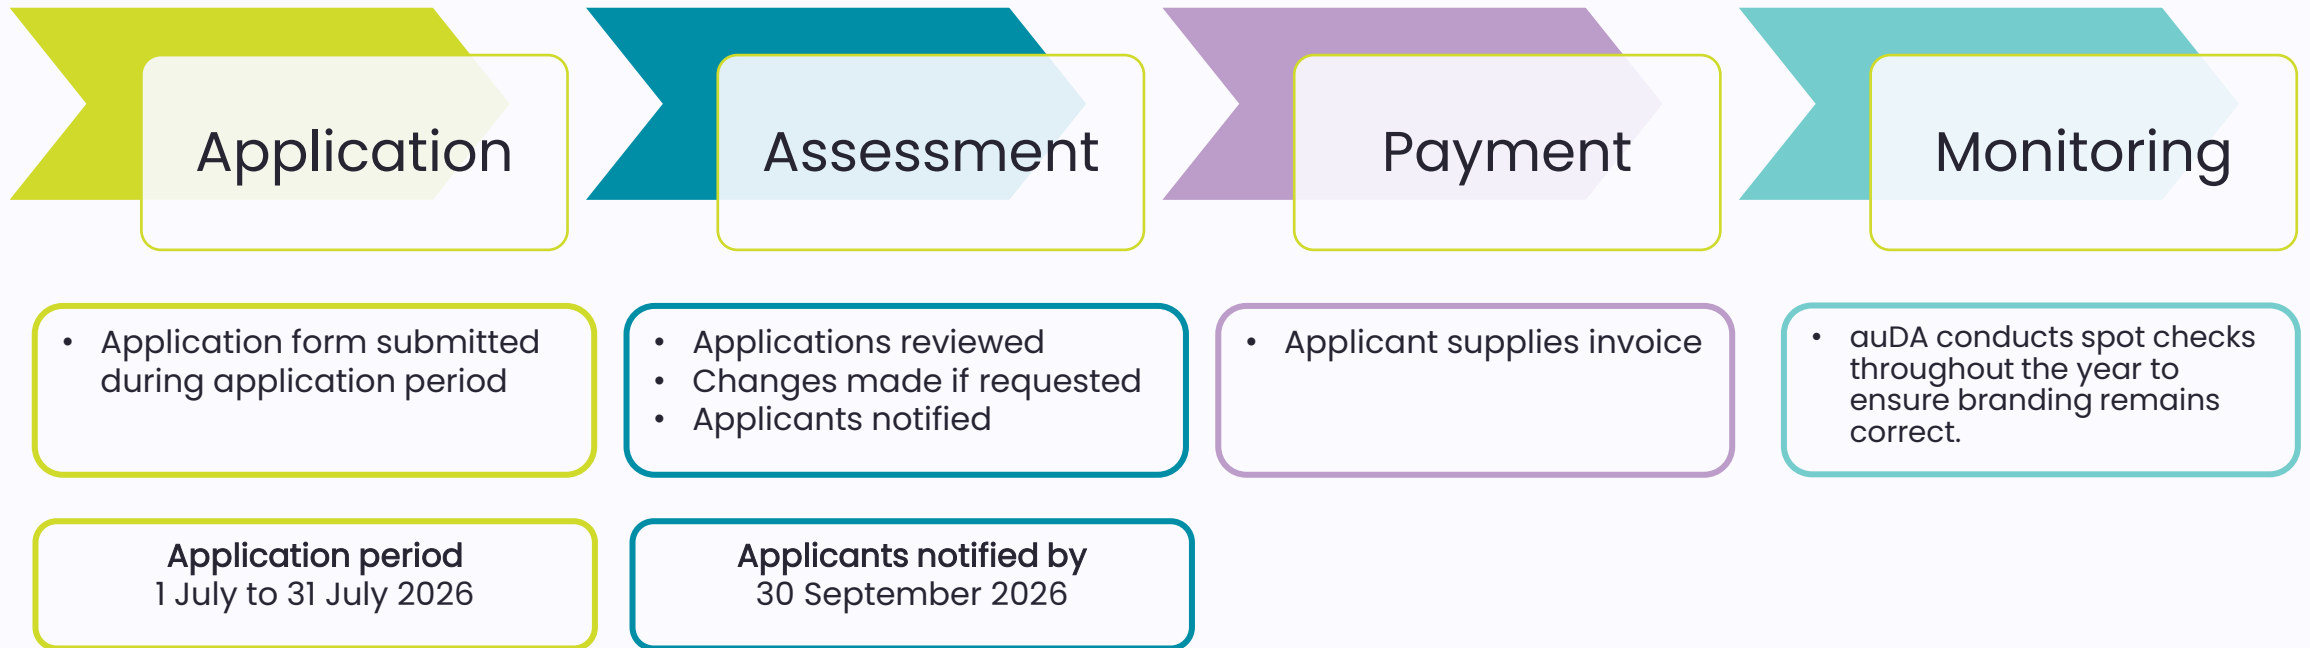 Application
Assessment
Payment
Monitoring
• Application form submitted
during application period
• Applications reviewed
• Changes made if requested
• Applicants notified
• Applicant supplies invoice
• auDA conducts spot checks
throughout the year to
ensure branding remains
correct.
Application period
1 July to 31 July 2026
Applicants notified by
30 September 2026